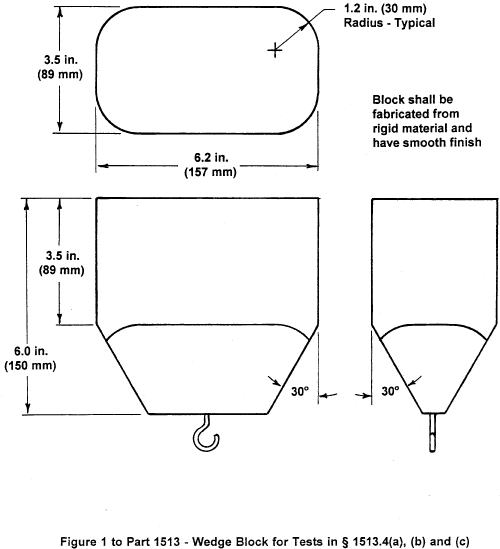 1.2 in. (30 mm)
Radius - Typical
3.5 in.
(89 mm)
Block shall be
fabricated from
rigid material and
have smooth finish
6.2 in.
(157 mm)
3.5 in.
(89 mm)
6.0 in.
(150 mm)
30°
30°
Figure 1 to Part 1513 - Wedge Block for Tests in § 1513.4(a), (b) and (c)